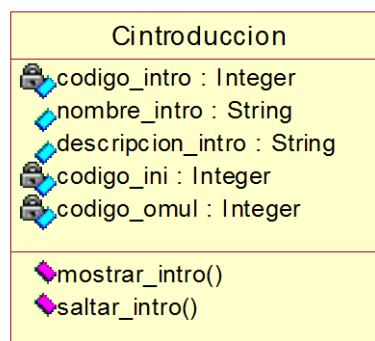 Cintroduccion
codigo_intro : Integer
nombre_intro : String
descripcion_intro : String
codigo_ini : Integer
codigo_omul : Integer
mostrar_intro()
saltar_intro()